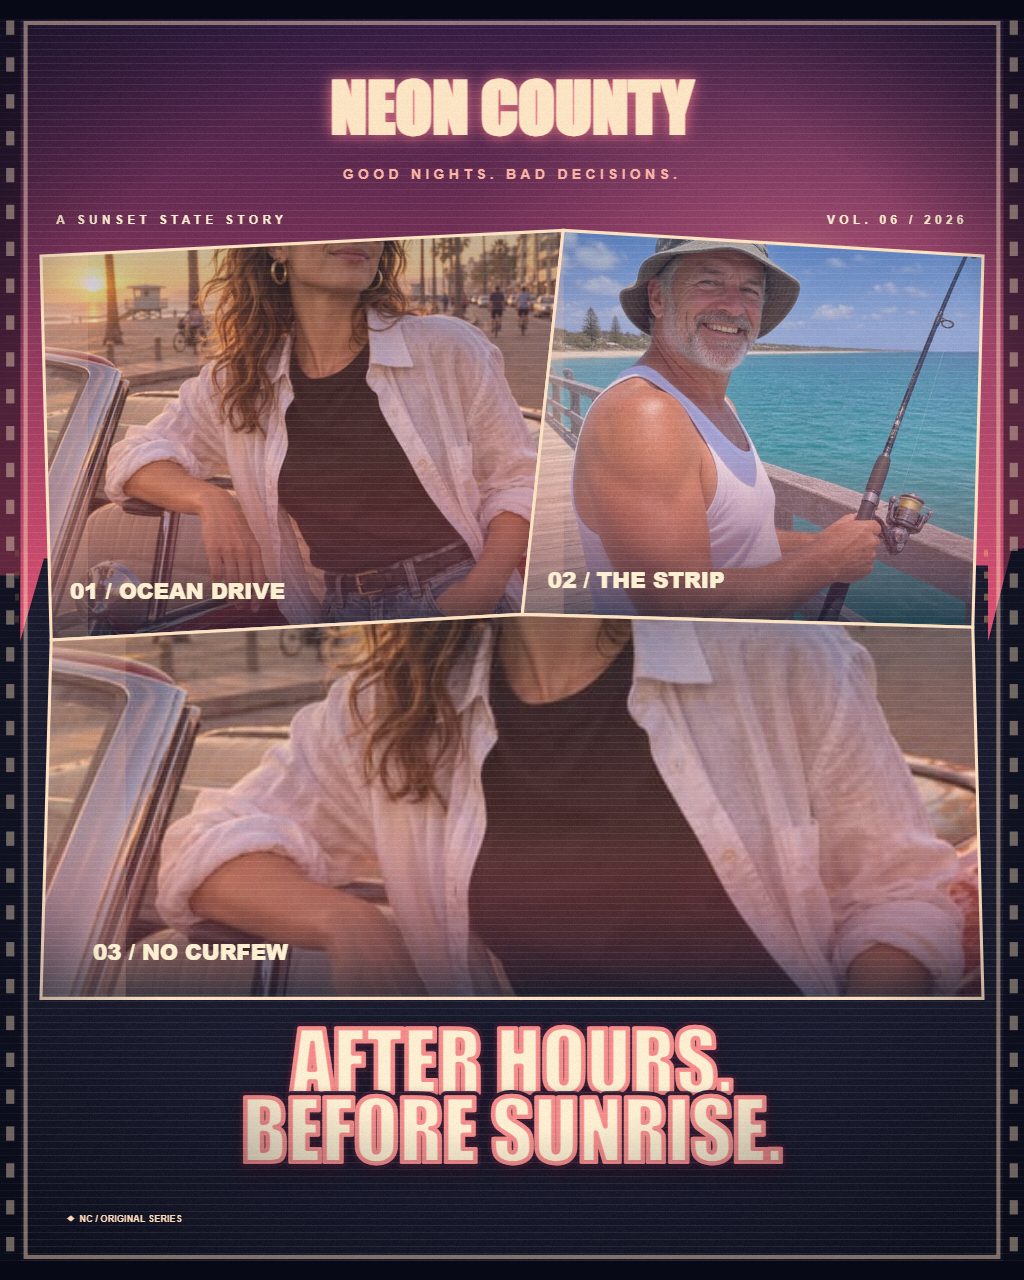 NEON COUNTY
GOOD NIGHTS. BAD DECISIONS.
A SUNSET STATE STORY
VOL. 06 / 2026
01 / OCEAN DRIVE
02 / THE STRIP
03 / NO CURFEW
AFTER HOURS.
BEFORE SUNRISE.
◆ NC / ORIGINAL SERIES